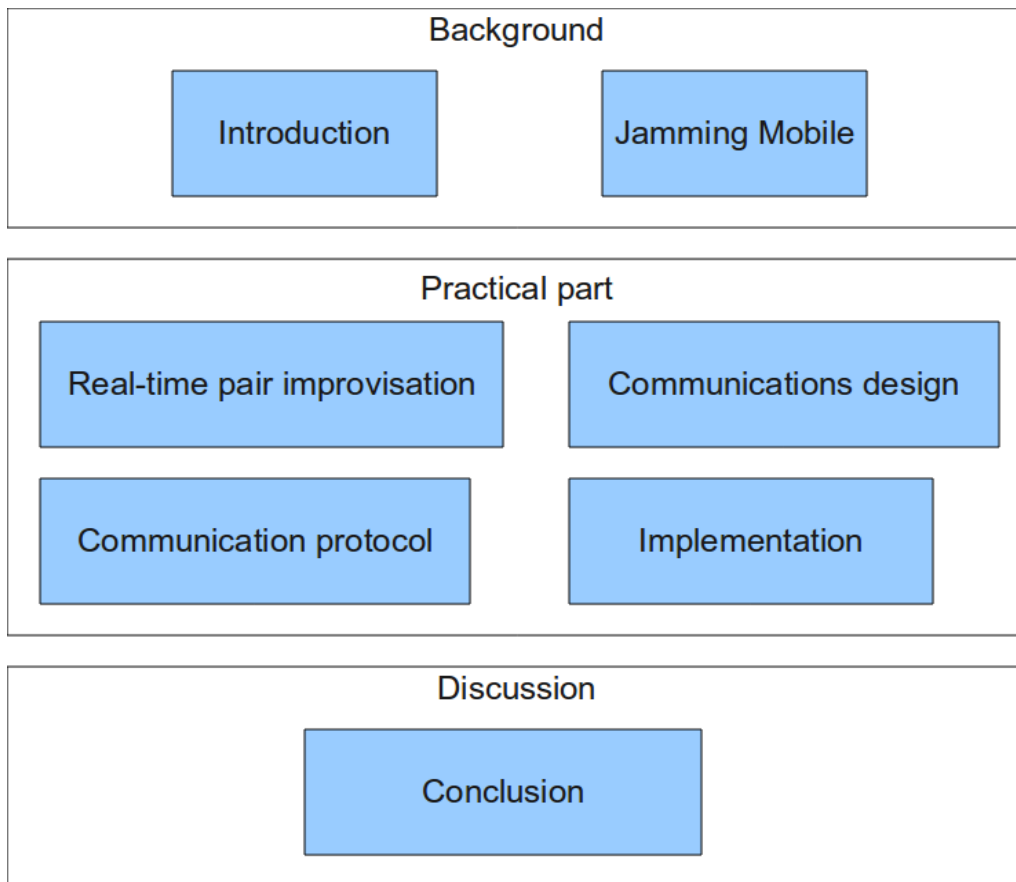 Background
Introduction
Jamming Mobile
Practical part
Real-time pair improvisation
Communications design
Communication protocol
Implementation
Discussion
Conclusion